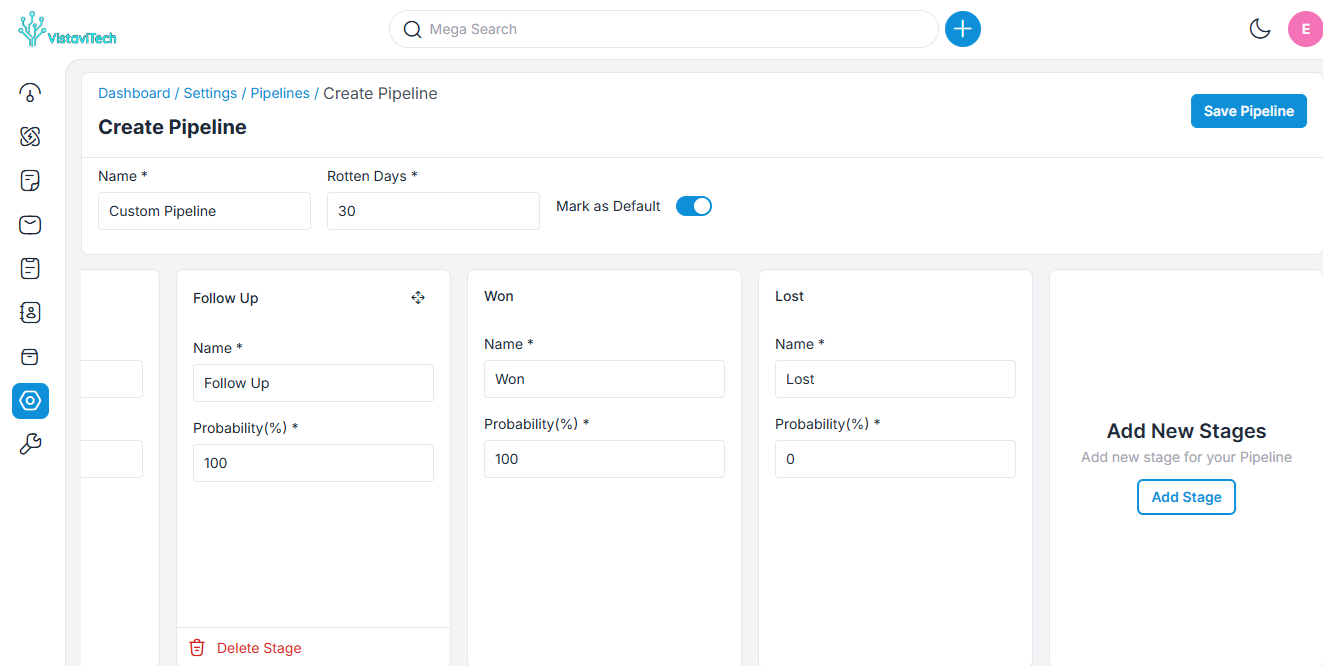 VistaviTech
Mega Search
E
Dashboard / Settings / Pipelines / Create Pipeline
Create Pipeline
Save Pipeline
Name *
Rotten Days *
Custom Pipeline
30
Mark as Default
Follow Up
Name *
Follow Up
Probability(%) *
100
Delete Stage
Won
Name *
Won
Probability(%) *
100
Lost
Name *
Lost
Probability(%) *
0
Add New Stages
Add new stage for your Pipeline
Add Stage